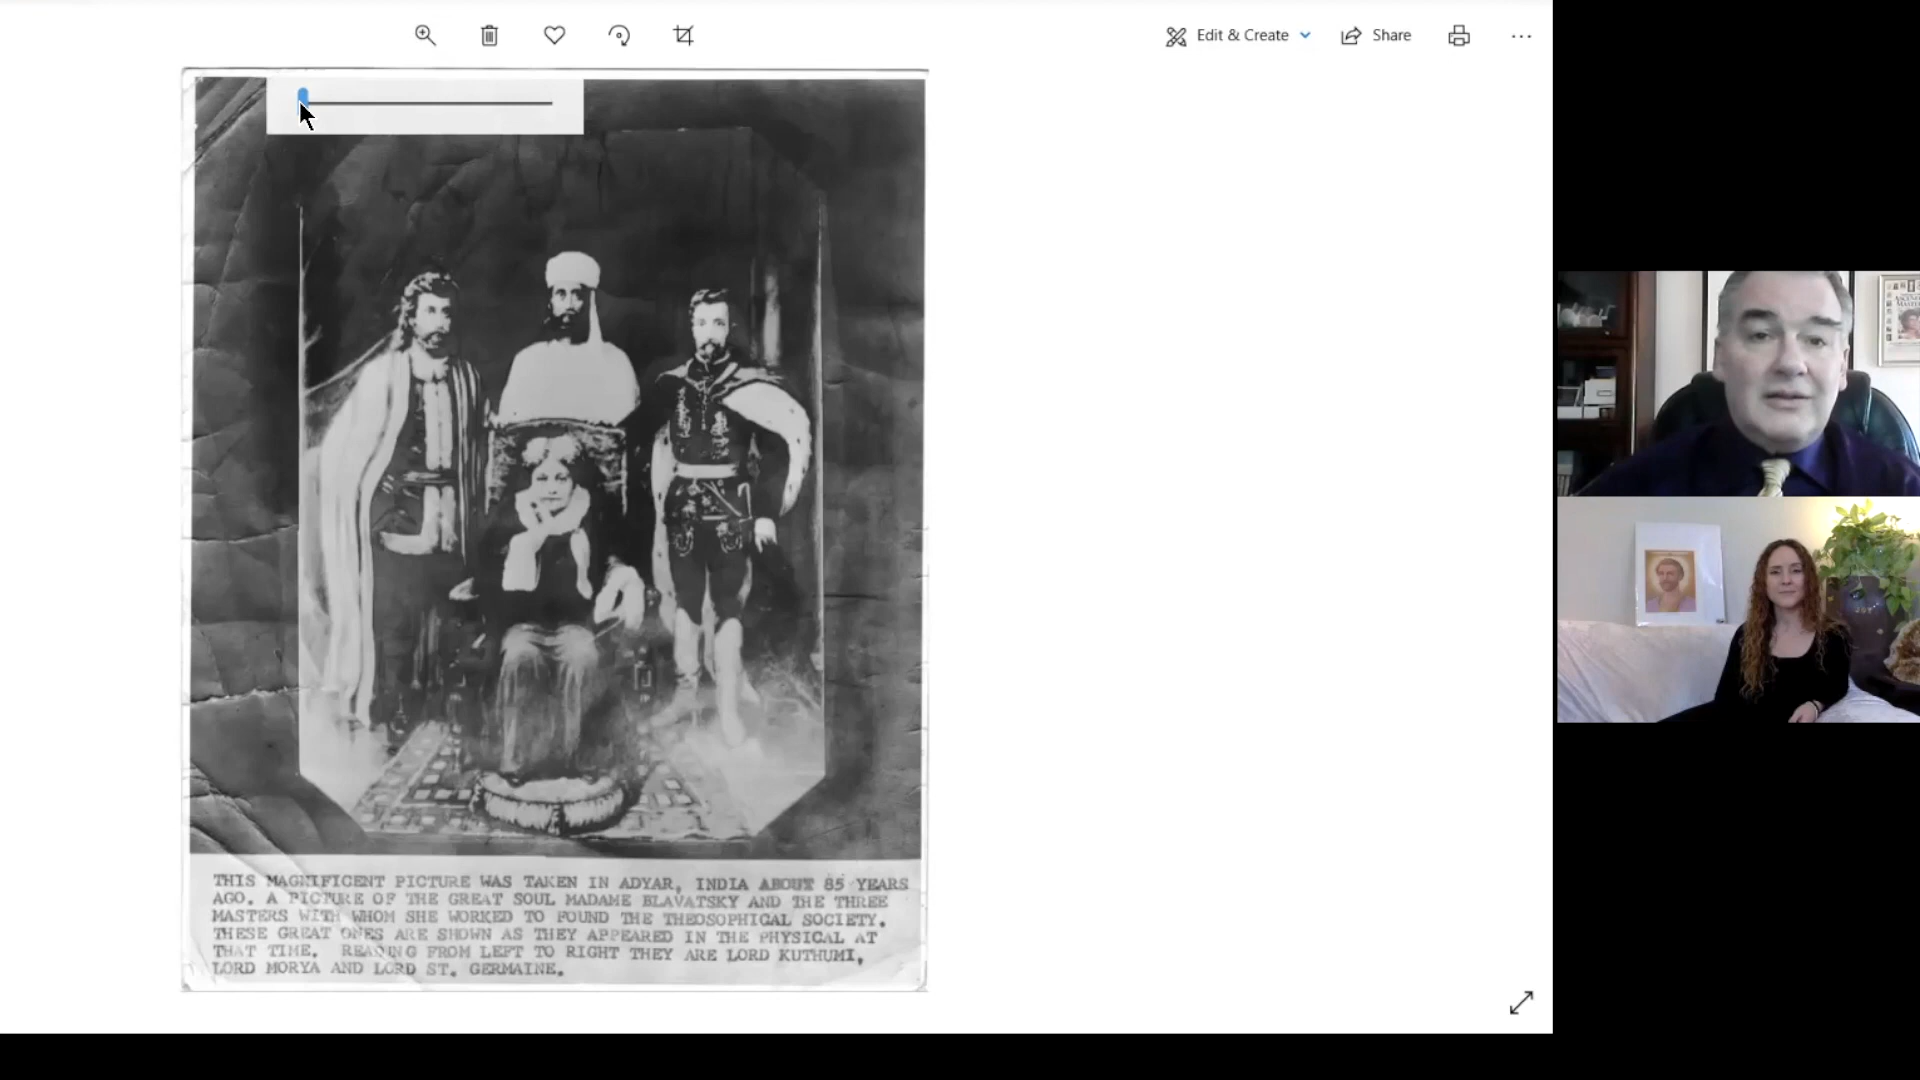 Edit & Create
Share
THIS MAGNIFICENT PICTURE WAS TAKEN IN ADYAR, INDIA ABOUT 85 YEARS
AGO. A PICTURE OF THE GREAT SOUL MADAME BLAVATSKY AND THE THREE
MASTERS WITH WHOM SHE WORKED TO FOUND THE THEOSOPHICAL SOCIETY.
THESE GREAT ONES ARE SHOWN AS THEY APPEARED IN THE PHYSICAL AT
THAT TIME. READING FROM LEFT TO RIGHT THEY ARE LORD KUTHUMI,
LORD MORYA AND LORD ST. GERMAINE.